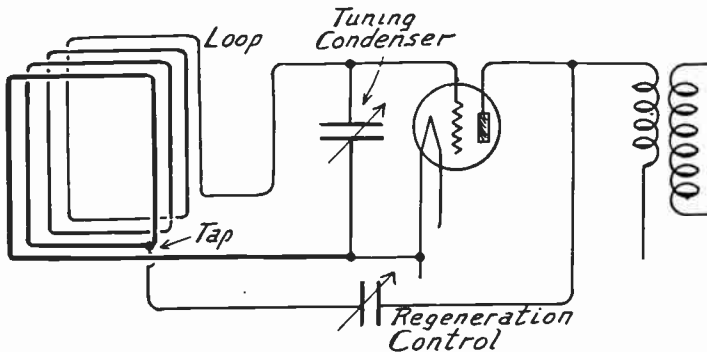 Tuning
Condenser
Loop
Tap
Regeneration
Control